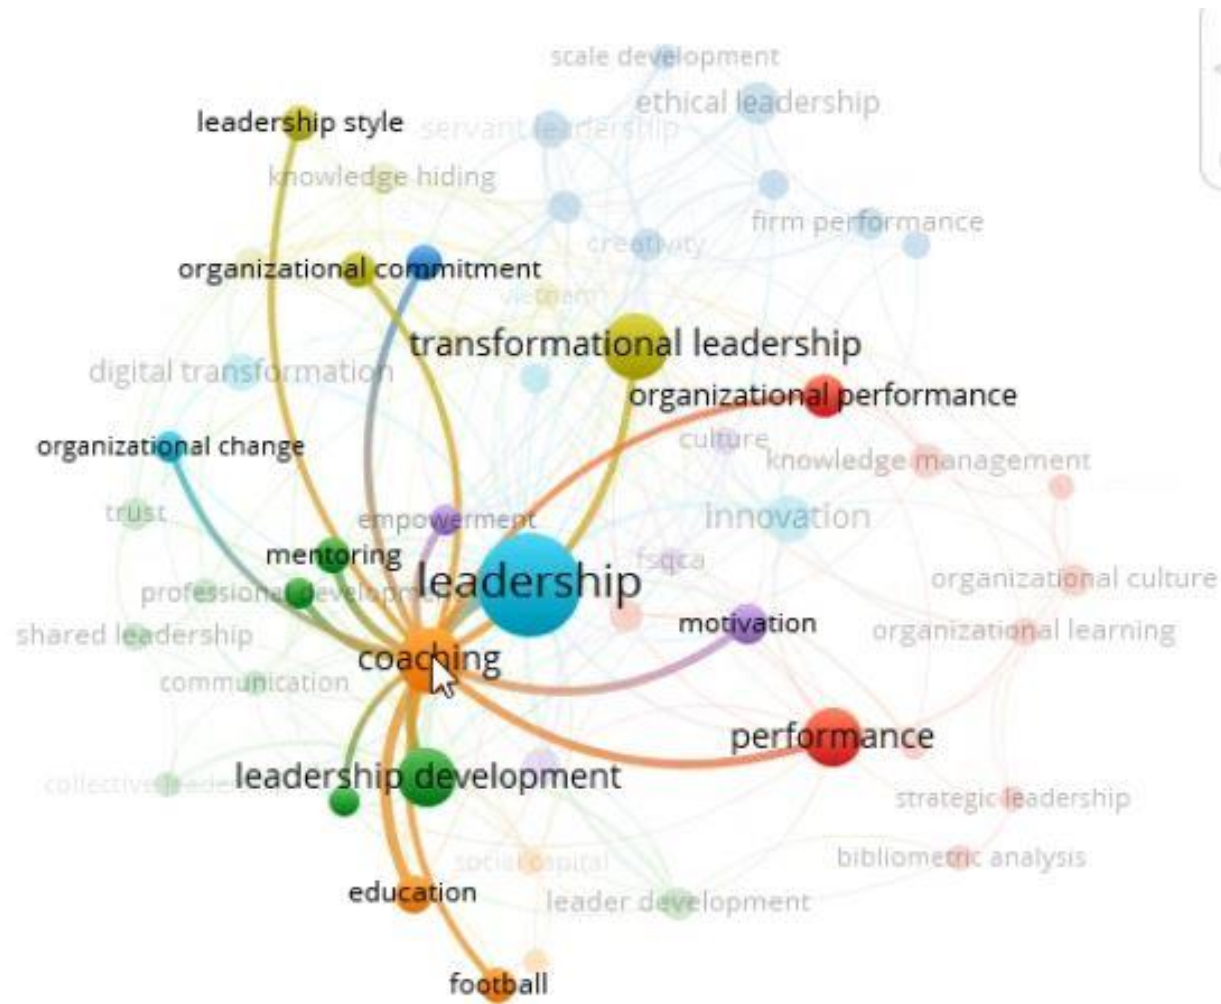 scale development
ethical leadership
leadership style
servant leadership
knowledge hiding
firm performance
creativity
organizational commitment
vietnam
transformational leadership
digital transformation
organizational performance
culture
organizational change
knowledge management
trust
empowerment
innovation
mentoring
fsqca
leadership
organizational culture
professional development
motivation
organizational learning
shared leadership
coaching
communication
performance
leadership development
strategic leadership
social capital
bibliometric analysis
education
leader development
football